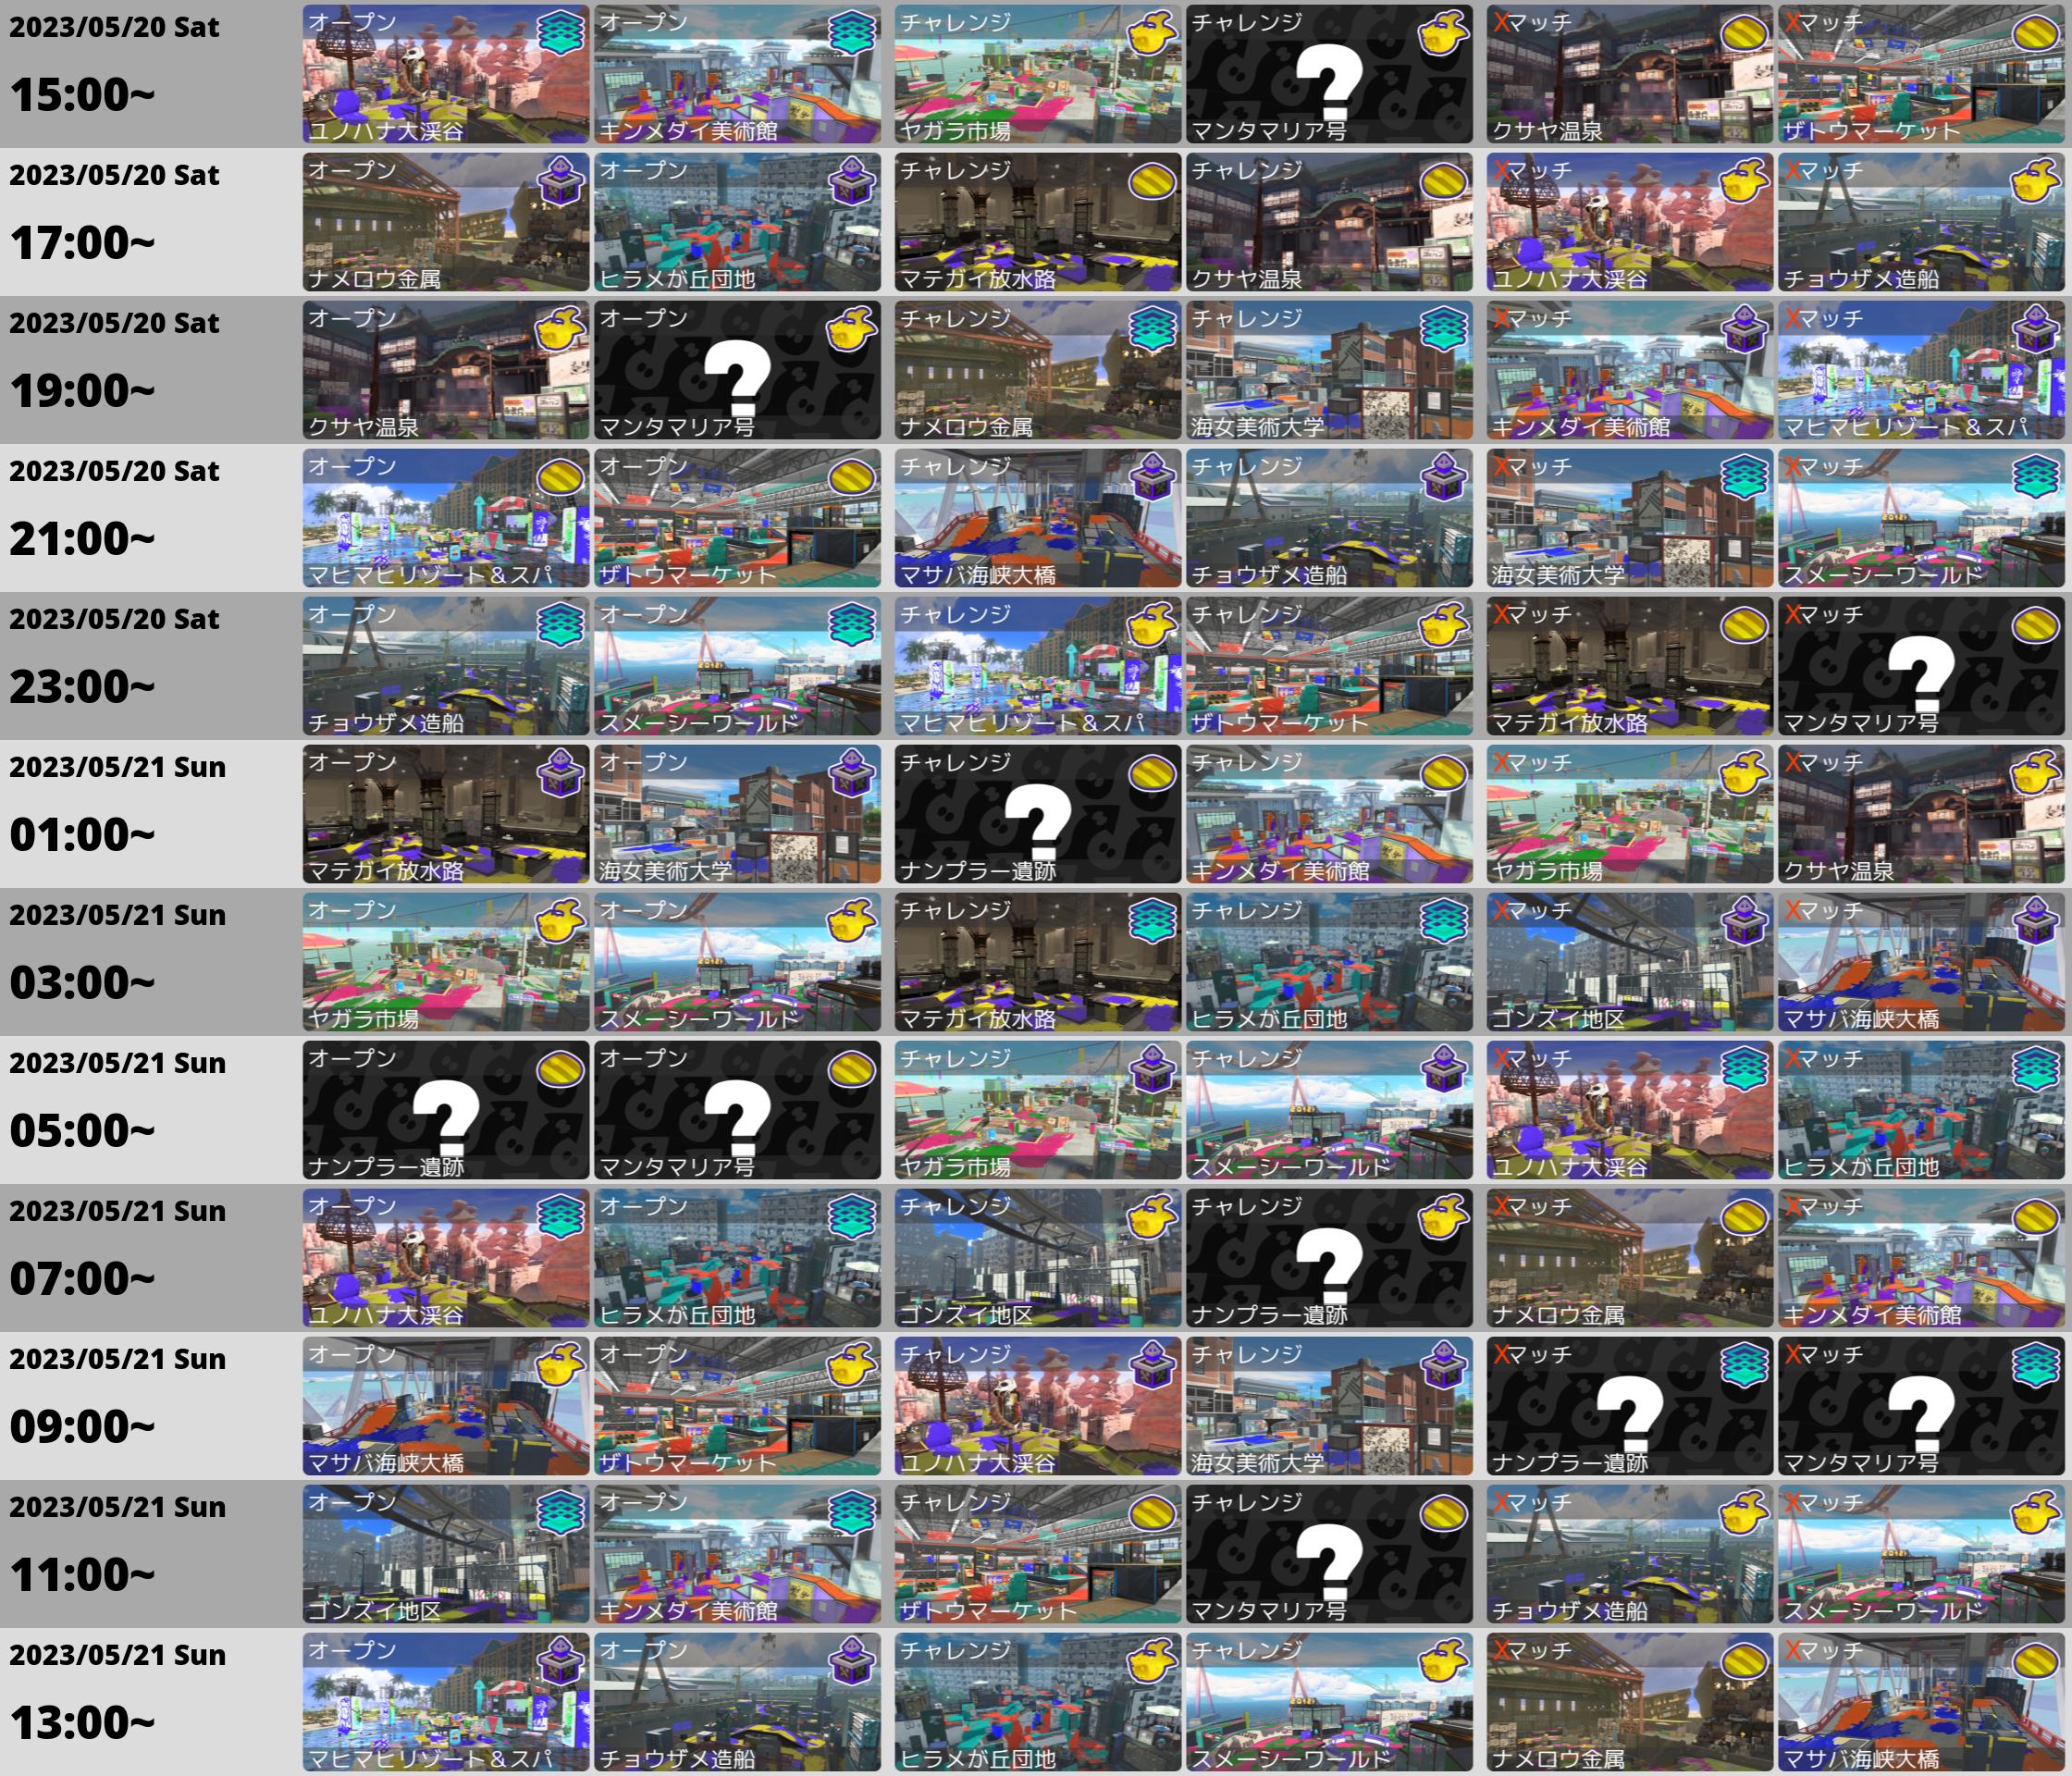 2023/05/20 Sat
15:00~
オープン オープン チャレンジ チャレンジ Xマッチ Xマッチ
ユノハナ大渓谷 キンメダイ美術館 ヤガラ市場 マンタマリア号 クサヤ温泉 ザトウマーケット
2023/05/20 Sat
17:00~
オープン オープン チャレンジ チャレンジ Xマッチ Xマッチ
ナメロウ金属 ヒラメが丘団地 マテガイ放水路 クサヤ温泉 ユノハナ大渓谷 チョウザメ造船
2023/05/20 Sat
19:00~
オープン オープン チャレンジ チャレンジ Xマッチ Xマッチ
クサヤ温泉 マンタマリア号 ナメロウ金属 海女美術大学 キンメダイ美術館 マヒマヒリゾート&スパ
2023/05/20 Sat
21:00~
オープン オープン チャレンジ チャレンジ Xマッチ Xマッチ
マヒマヒリゾート&スパ ザトウマーケット マサバ海峡大橋 チョウザメ造船 海女美術大学 スメーシーワールド
2023/05/20 Sat
23:00~
オープン オープン チャレンジ チャレンジ Xマッチ Xマッチ
チョウザメ造船 スメーシーワールド マヒマヒリゾート&スパ ザトウマーケット マテガイ放水路 マンタマリア号
2023/05/21 Sun
01:00~
オープン オープン チャレンジ チャレンジ Xマッチ Xマッチ
マテガイ放水路 海女美術大学 ナンプラー遺跡 キンメダイ美術館 ヤガラ市場 クサヤ温泉
2023/05/21 Sun
03:00~
オープン オープン チャレンジ チャレンジ Xマッチ Xマッチ
ヤガラ市場 スメーシーワールド マテガイ放水路 ヒラメが丘団地 ゴンズイ地区 マサバ海峡大橋
2023/05/21 Sun
05:00~
オープン オープン チャレンジ チャレンジ Xマッチ Xマッチ
ナンプラー遺跡 マンタマリア号 ヤガラ市場 スメーシーワールド ユノハナ大渓谷 ヒラメが丘団地
2023/05/21 Sun
07:00~
オープン オープン チャレンジ チャレンジ Xマッチ Xマッチ
ユノハナ大渓谷 ヒラメが丘団地 ゴンズイ地区 ナンプラー遺跡 ナメロウ金属 キンメダイ美術館
2023/05/21 Sun
09:00~
オープン オープン チャレンジ チャレンジ Xマッチ Xマッチ
マサバ海峡大橋 ザトウマーケット ユノハナ大渓谷 海女美術大学 ナンプラー遺跡 マンタマリア号
2023/05/21 Sun
11:00~
オープン オープン チャレンジ チャレンジ Xマッチ Xマッチ
ゴンズイ地区 キンメダイ美術館 ザトウマーケット マンタマリア号 チョウザメ造船 スメーシーワールド
2023/05/21 Sun
13:00~
オープン オープン チャレンジ チャレンジ Xマッチ Xマッチ
マヒマヒリゾート&スパ チョウザメ造船 ヒラメが丘団地 スメーシーワールド ナメロウ金属 マサバ海峡大橋